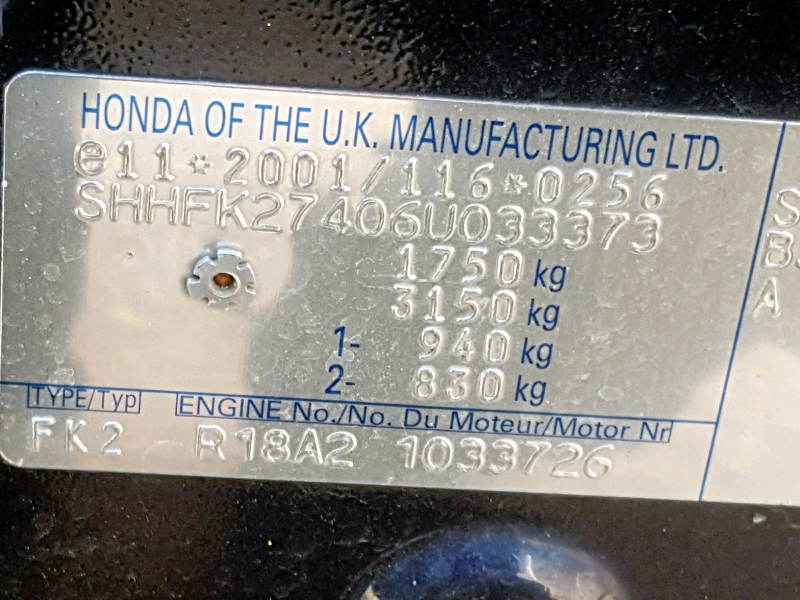 HONDA OF THE U.K. MANUFACTURING LTD.
e11*2001/116*0256
SHHFK27406U033373
1750 kg
3150 kg
1- 940 kg
2- 830 kg
TYPE/Typ ENGINE No./No. Du Moteur/Motor Nr
FK2 R18A2 1033726
S
B
A